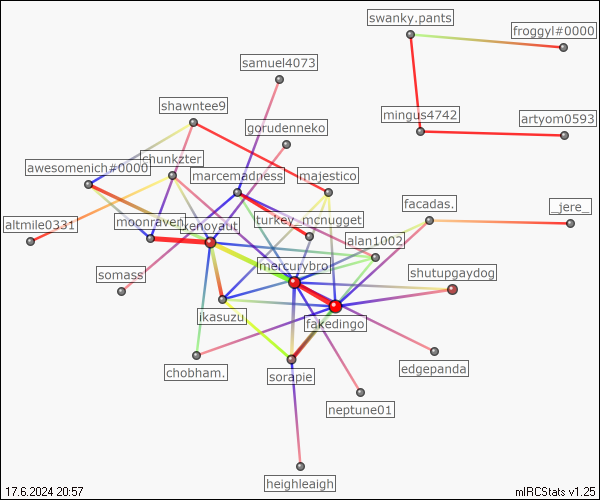 swanky.pants
froggyl#0000
samuel4073
shawntee9
mingus4742
artyom0593
gorudenneko
chunkzter
awesomenich#0000
marcemadness
majestico
facadas.
_jere_
altmile0331
moonraven
xenoyaut
turkey_mcnugget
alan1002
mercurybro
shutupgaydog
somass
ikasuzu
fakedingo
chobham.
sorapie
edgepanda
neptune01
heighleaigh
17.6.2024 20:57
mIRCStats v1.25